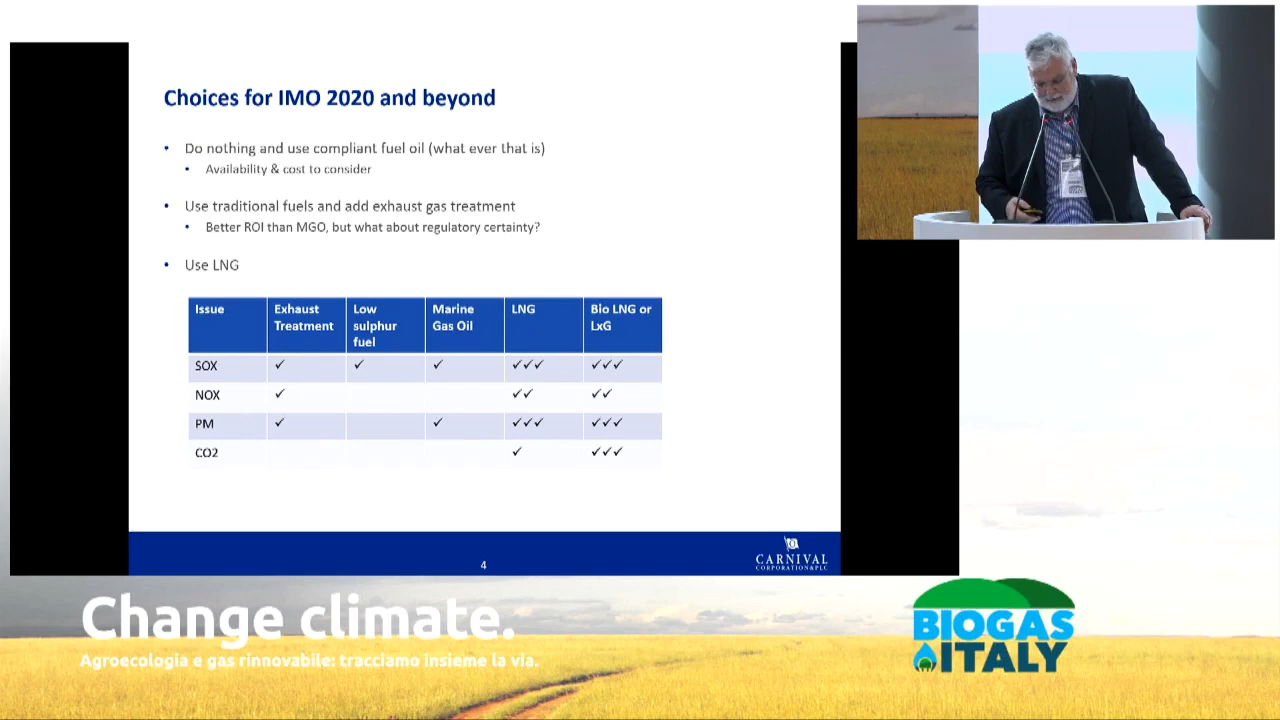 Choices for IMO 2020 and beyond
• Do nothing and use compliant fuel oil (what ever that is)
• Availability & cost to consider
• Use traditional fuels and add exhaust gas treatment
• Better ROI than MGO, but what about regulatory certainty?
• Use LNG
Issue Exhaust Treatment Low sulphur fuel Marine Gas Oil LNG Bio LNG or LxG
SOX ✓ ✓ ✓ ✓✓✓ ✓✓✓
NOX ✓ ✓✓ ✓✓
PM ✓ ✓ ✓✓✓ ✓✓✓
CO2 ✓ ✓✓✓
4
CARNIVAL
CORPORATION&PLC
Change climate.
Agroecologia e gas rinnovabile: tracciamo insieme la via.
BIOGAS
ITALY